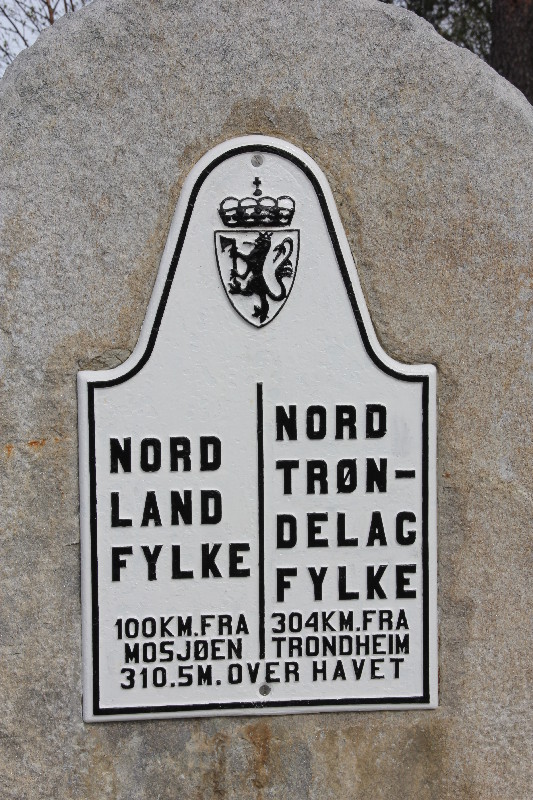 NORD
LAND
FYLKE
100KM.FRA
MOSJØEN
NORD
TRØN-
DELAG
FYLKE
304KM.FRA
TRONDHEIM
310.5M.OVER HAVET